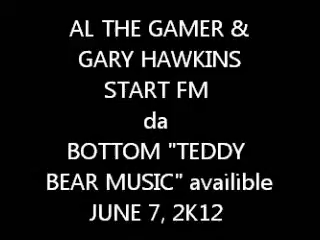 AL THE GAMER &
GARY HAWKINS
START FM
da
BOTTOM "TEDDY
BEAR MUSIC" availible
JUNE 7, 2K12